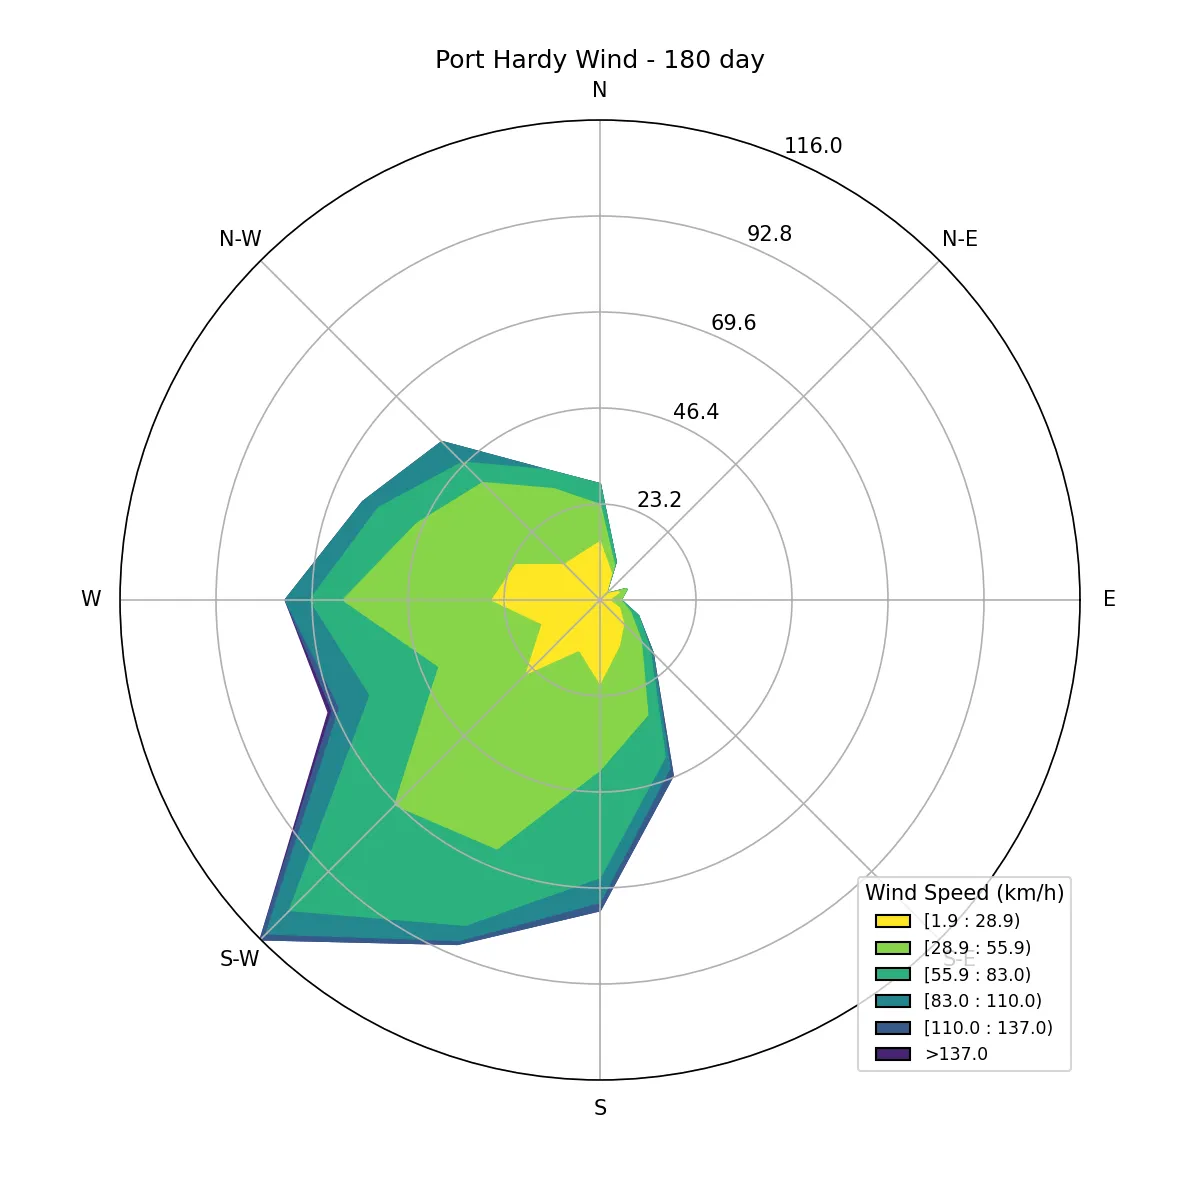 Port Hardy Wind - 180 day
N
116.0
92.8
N-W
N-E
69.6
46.4
23.2
W
E
Wind Speed (km/h)
[1.9 : 28.9)
[28.9 : 55.9)
S-W
S-E
[55.9 : 83.0)
[83.0 : 110.0)
[110.0 : 137.0)
>137.0
S